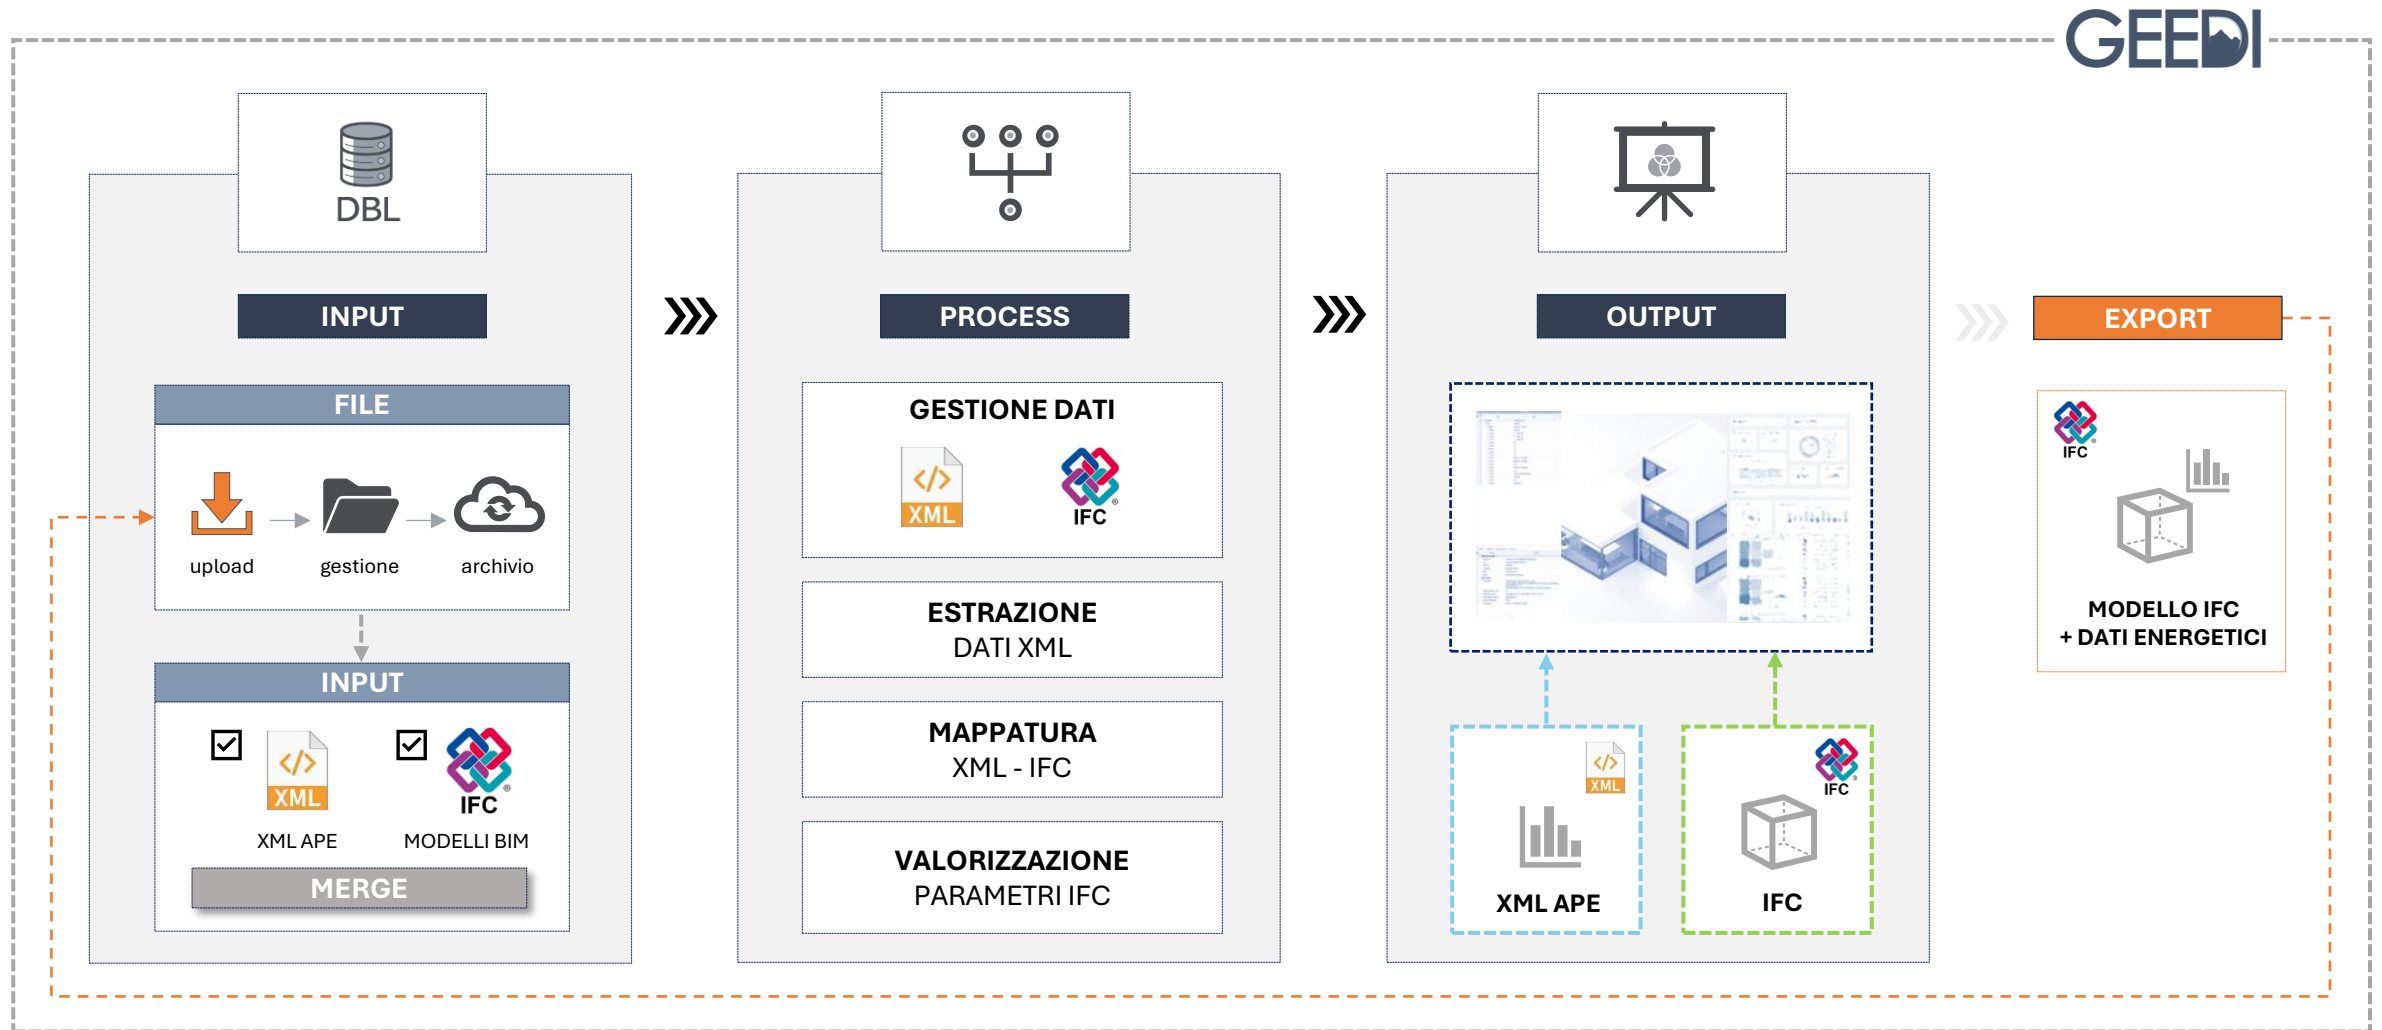 GEEDI
DBL
INPUT
FILE
upload
gestione
archivio
INPUT
XML
IFC
XML APE
MODELLI BIM
MERGE
PROCESS
GESTIONE DATI
XML
IFC
ESTRAZIONE
DATI XML
MAPPATURA
XML - IFC
VALORIZZAZIONE
PARAMETRI IFC
OUTPUT
XML
XML APE
IFC
IFC
EXPORT
IFC
MODELLO IFC
+ DATI ENERGETICI